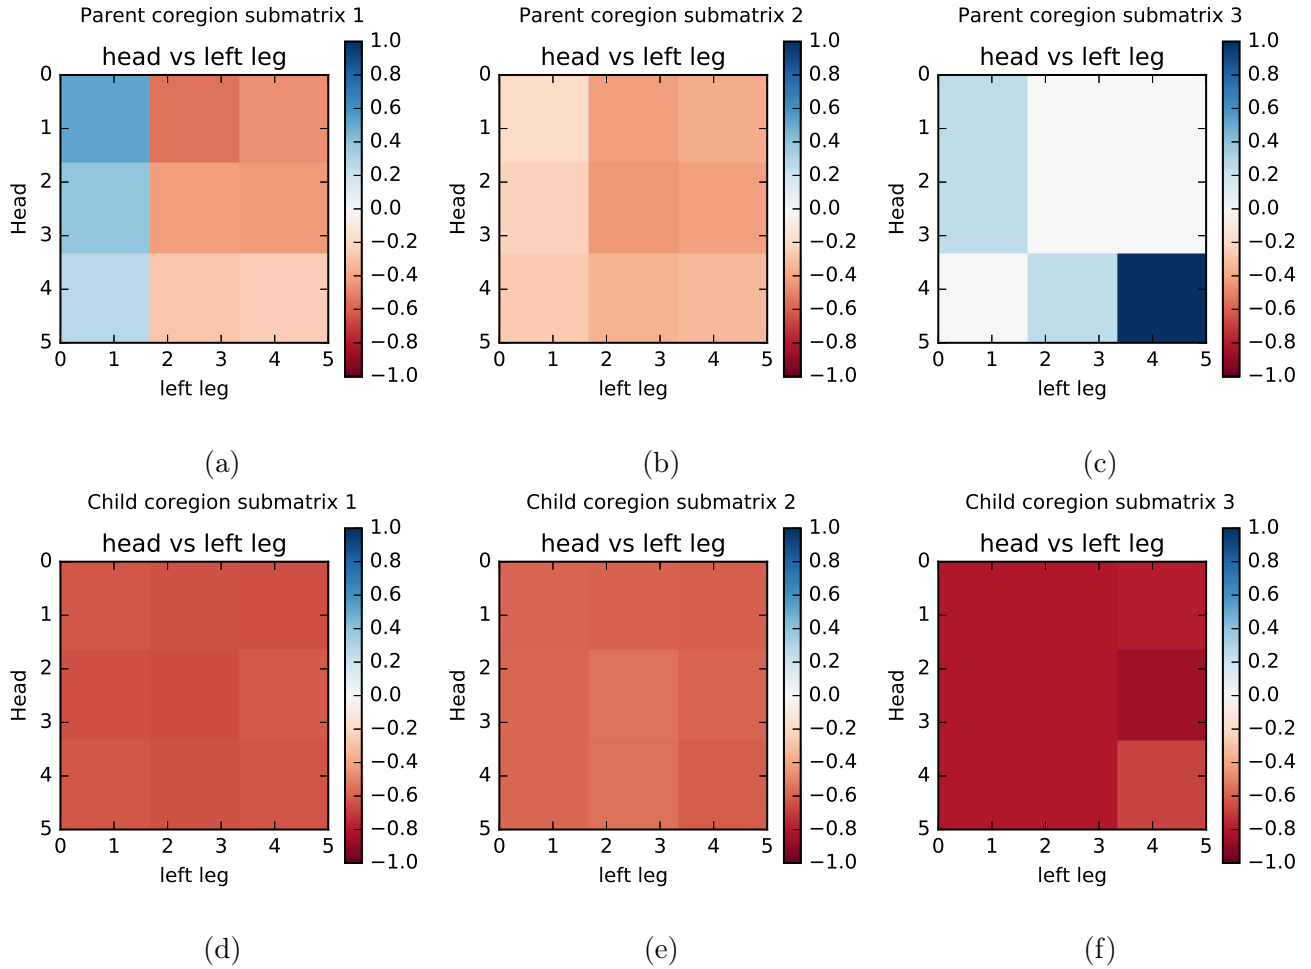 Parent coregion submatrix 1
head vs left leg
0
1
2
3
4
5
Head
0 1 2 3 4 5
left leg
1.0
0.8
0.6
0.4
0.2
0.0
−0.2
−0.4
−0.6
−0.8
−1.0
(a)
Parent coregion submatrix 2
head vs left leg
0
1
2
3
4
5
Head
0 1 2 3 4 5
left leg
1.0
0.8
0.6
0.4
0.2
0.0
−0.2
−0.4
−0.6
−0.8
−1.0
(b)
Parent coregion submatrix 3
head vs left leg
0
1
2
3
4
5
Head
0 1 2 3 4 5
left leg
1.0
0.8
0.6
0.4
0.2
0.0
−0.2
−0.4
−0.6
−0.8
−1.0
(c)
Child coregion submatrix 1
head vs left leg
0
1
2
3
4
5
Head
0 1 2 3 4 5
left leg
1.0
0.8
0.6
0.4
0.2
0.0
−0.2
−0.4
−0.6
−0.8
−1.0
(d)
Child coregion submatrix 2
head vs left leg
0
1
2
3
4
5
Head
0 1 2 3 4 5
left leg
1.0
0.8
0.6
0.4
0.2
0.0
−0.2
−0.4
−0.6
−0.8
−1.0
(e)
Child coregion submatrix 3
head vs left leg
0
1
2
3
4
5
Head
0 1 2 3 4 5
left leg
1.0
0.8
0.6
0.4
0.2
0.0
−0.2
−0.4
−0.6
−0.8
−1.0
(f)